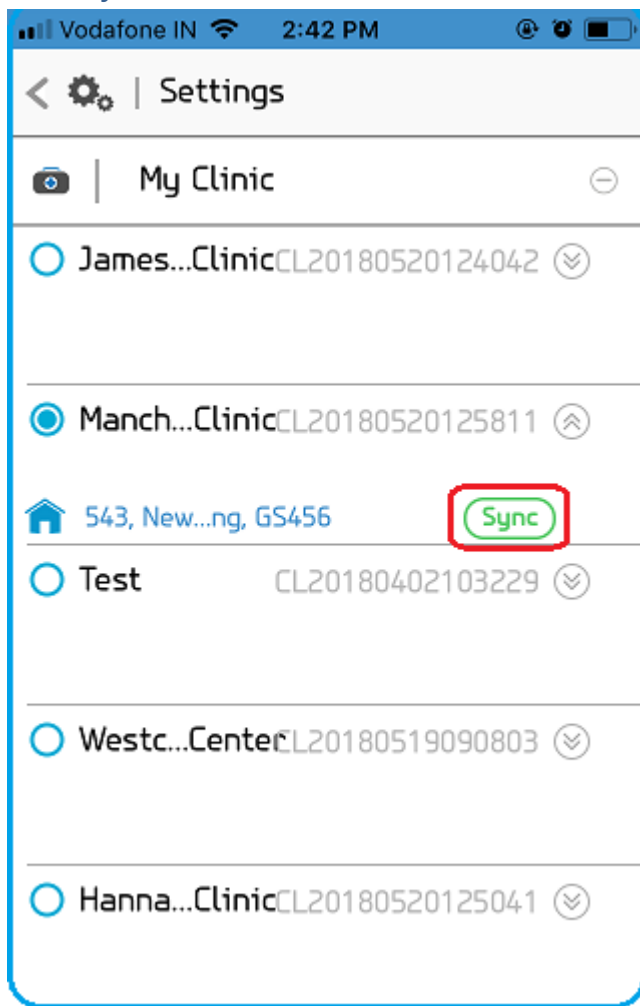 Vodafone IN 2:42 PM
Settings
My Clinic
James...Clinic CL20180520124042
Manch...Clinic CL20180520125811
543, New...ng, GS456 Sync
Test CL20180402103229
Westc...Center CL20180519090803
Hanna...Clinic CL20180520125041